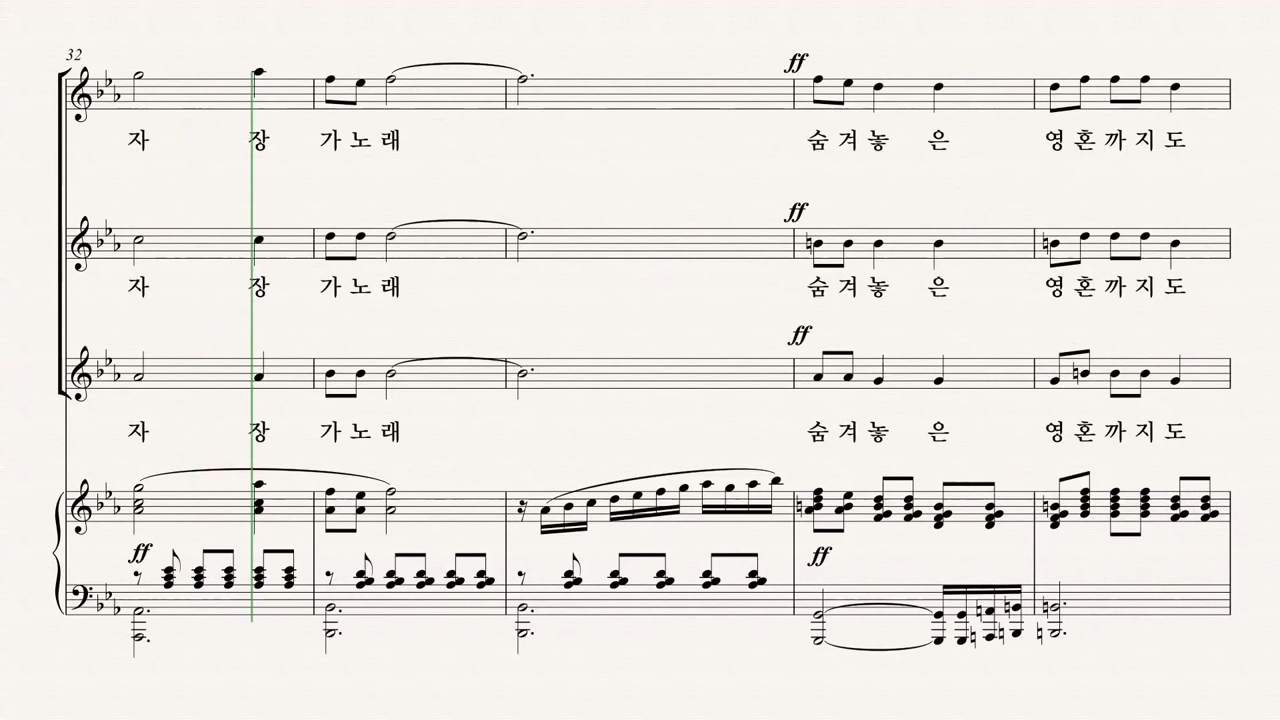 32
ff
자 장 가 노 래 숨 겨 놓 은 영 혼 까 지 도
ff
자 장 가 노 래 숨 겨 놓 은 영 혼 까 지 도
ff
자 장 가 노 래 숨 겨 놓 은 영 혼 까 지 도
ff ff